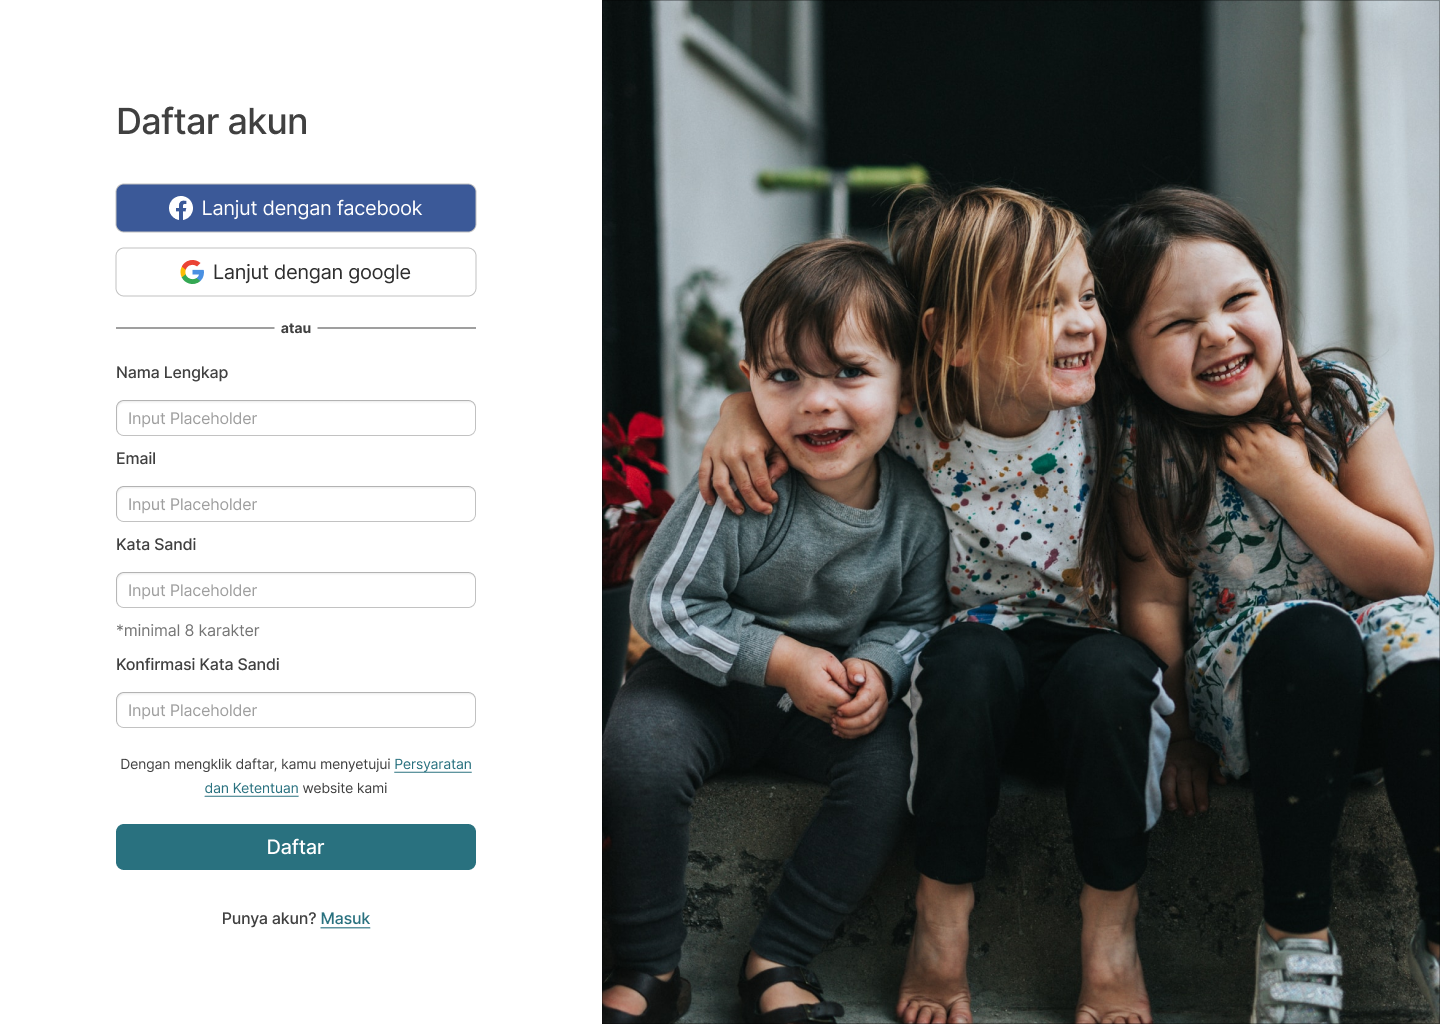 Daftar akun
Lanjut dengan facebook
Lanjut dengan google
atau
Nama Lengkap
Input Placeholder
Email
Input Placeholder
Kata Sandi
Input Placeholder
*minimal 8 karakter
Konfirmasi Kata Sandi
Input Placeholder
Dengan mengklik daftar, kamu menyetujui Persyaratan
dan Ketentuan website kami
Daftar
Punya akun? Masuk